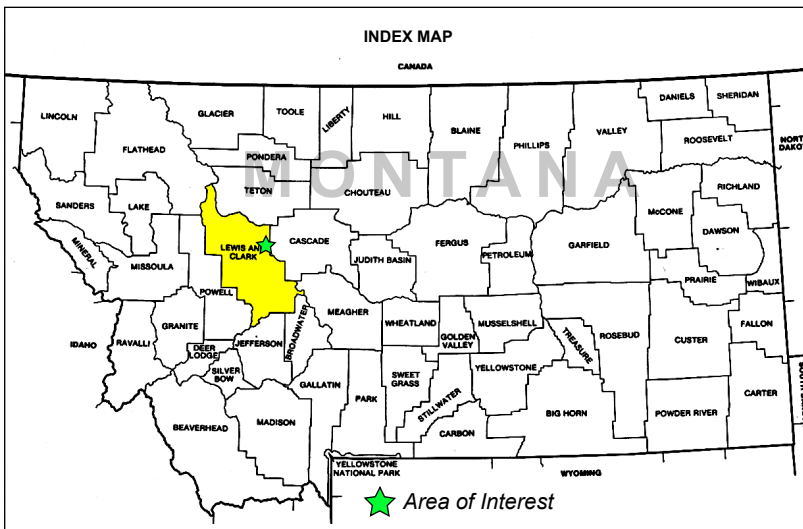 INDEX MAP
CANADA
MONTANA
LINCOLN
GLACIER
TOOLE
LIBERTY
HILL
BLAINE
PHILLIPS
VALLEY
DANIELS
SHERIDAN
ROOSEVELT
NORT
DAKOT
FLATHEAD
PONDERA
TETON
CHOUTEAU
RICHLAND
SANDERS
LAKE
MINERAL
MISSOULA
POWELL
LEWIS AN
CLARK
CASCADE
JUDITH BASIN
FERGUS
PETROLEUM
GARFIELD
McCONE
DAWSON
PRAIRIE
WIBAUX
IDAHO
RAVALLI
GRANITE
DEER
LODGE
SILVER
BOW
JEFFERSON
BROADWATER
MEAGHER
WHEATLAND
GOLDEN
VALLEY
MUSSELSHELL
TREASURE
ROSEBUD
CUSTER
FALLON
BEAVERHEAD
MADISON
GALLATIN
PARK
SWEET
GRASS
STILLWATER
YELLOWSTONE
CARBON
BIG HORN
POWDER RIVER
CARTER
YELLOWSTONE
NATIONAL PARK
WYOMING
Area of Interest